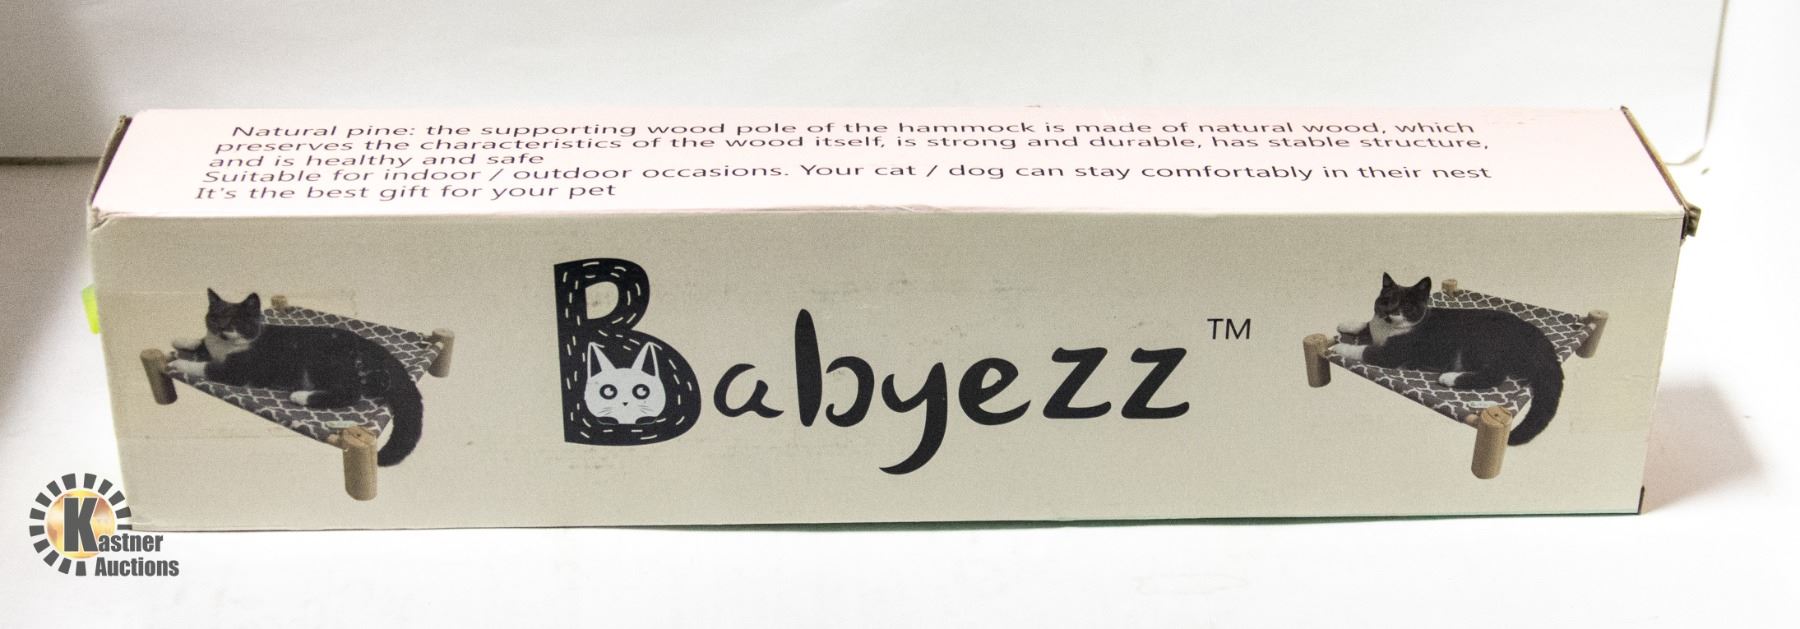 Natural pine: the supporting wood pole of the hammock is made of natural wood, which
preserves the characteristics of the wood itself, is strong and durable, has stable structure,
and is healthy and safe
Suitable for indoor / outdoor occasions. Your cat / dog can stay comfortably in their nest
It's the best gift for your pet
Babyezz TM
Kastner
Auctions